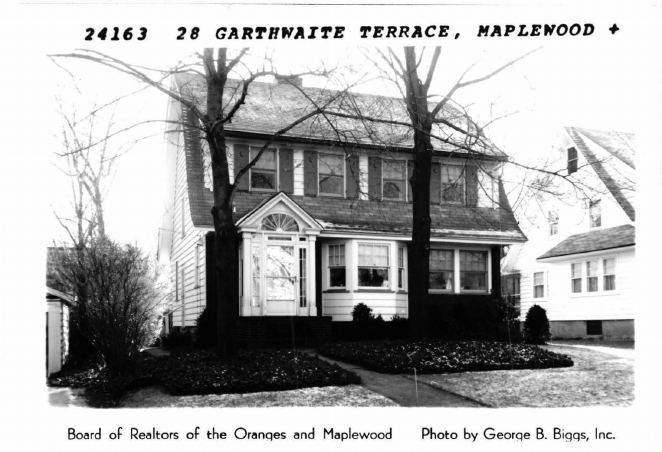 24163 28 GARTHWAITE TERRACE, MAPLEWOOD +
Board of Realtors of the Oranges and Maplewood Photo by George B. Biggs, Inc.